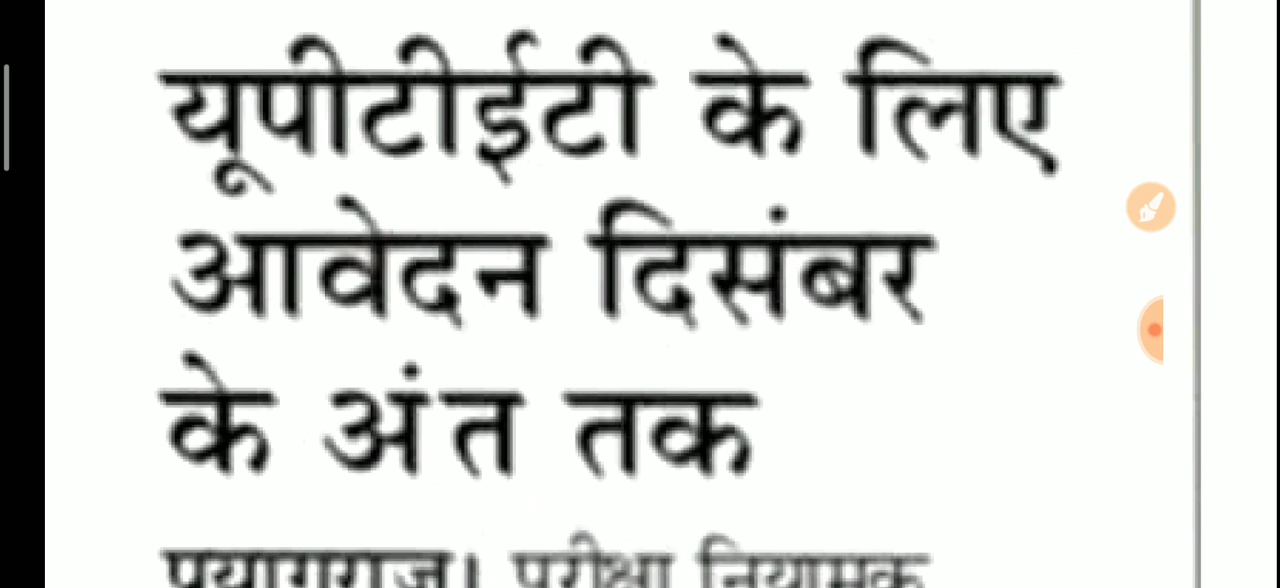 यूपीटीईटी के लिए
आवेदन दिसंबर
के अंत तक
प्रयागराज। परीक्षा नियामक